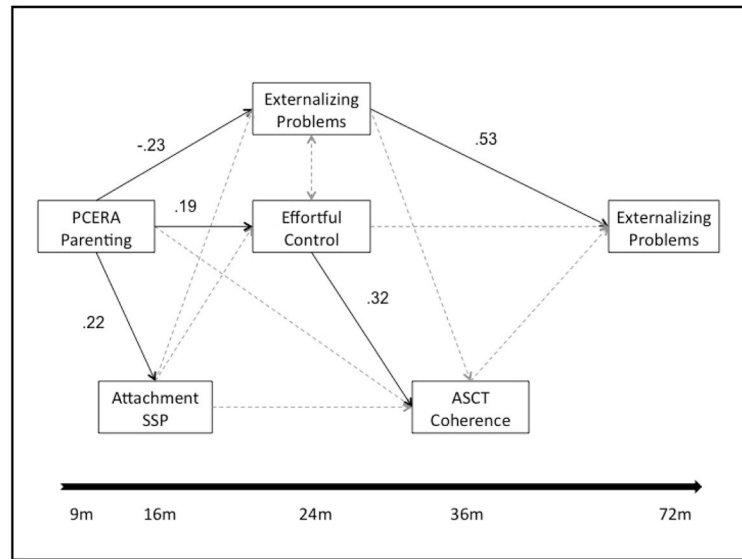 Externalizing
Problems
-.23
.53
.19
PCERA
Parenting
Effortful
Control
Externalizing
Problems
.22
.32
Attachment
SSP
ASCT
Coherence
9m 16m 24m 36m 72m